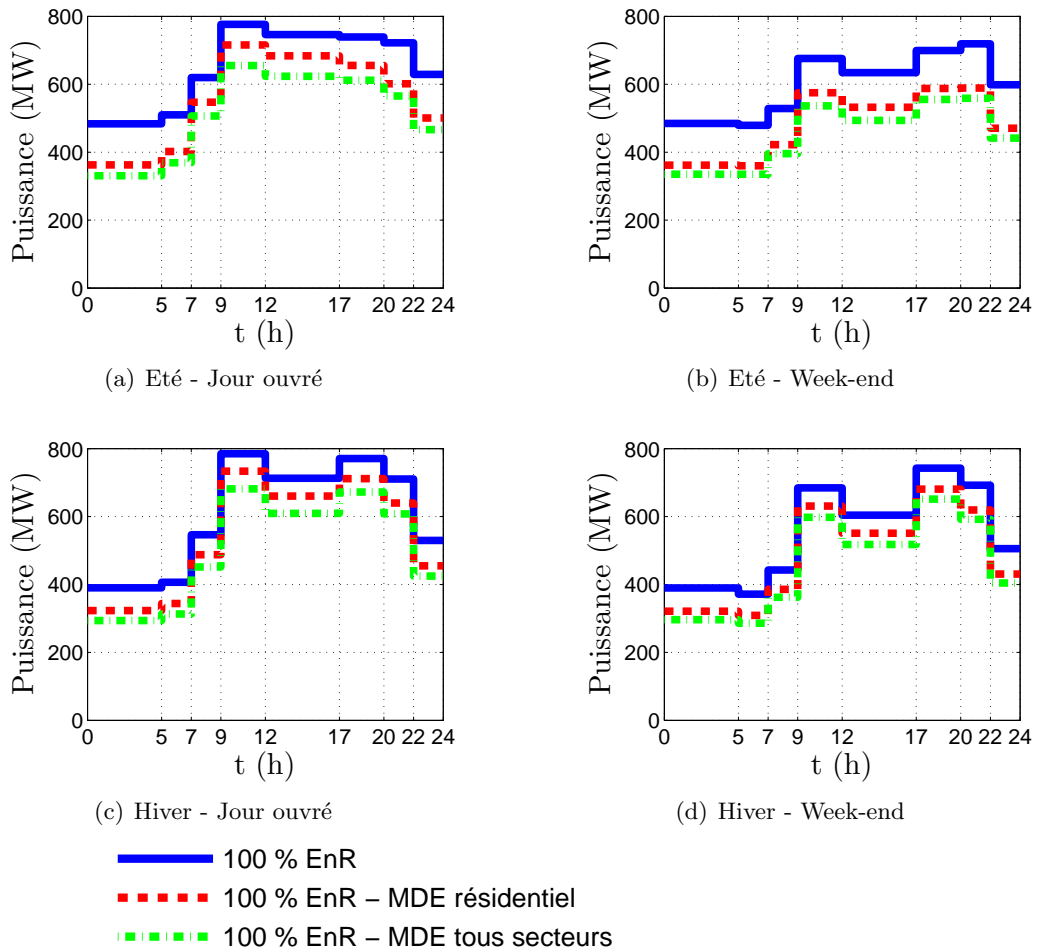 800
600
400
200
0
Puissance (MW)
0 5 7 9 12 17 20 22 24
t (h)
(a) Eté - Jour ouvré
800
600
400
200
0
Puissance (MW)
0 5 7 9 12 17 20 22 24
t (h)
(b) Eté - Week-end
800
600
400
200
0
Puissance (MW)
0 5 7 9 12 17 20 22 24
t (h)
(c) Hiver - Jour ouvré
800
600
400
200
0
Puissance (MW)
0 5 7 9 12 17 20 22 24
t (h)
(d) Hiver - Week-end
100 % EnR
100 % EnR – MDE résidentiel
100 % EnR – MDE tous secteurs